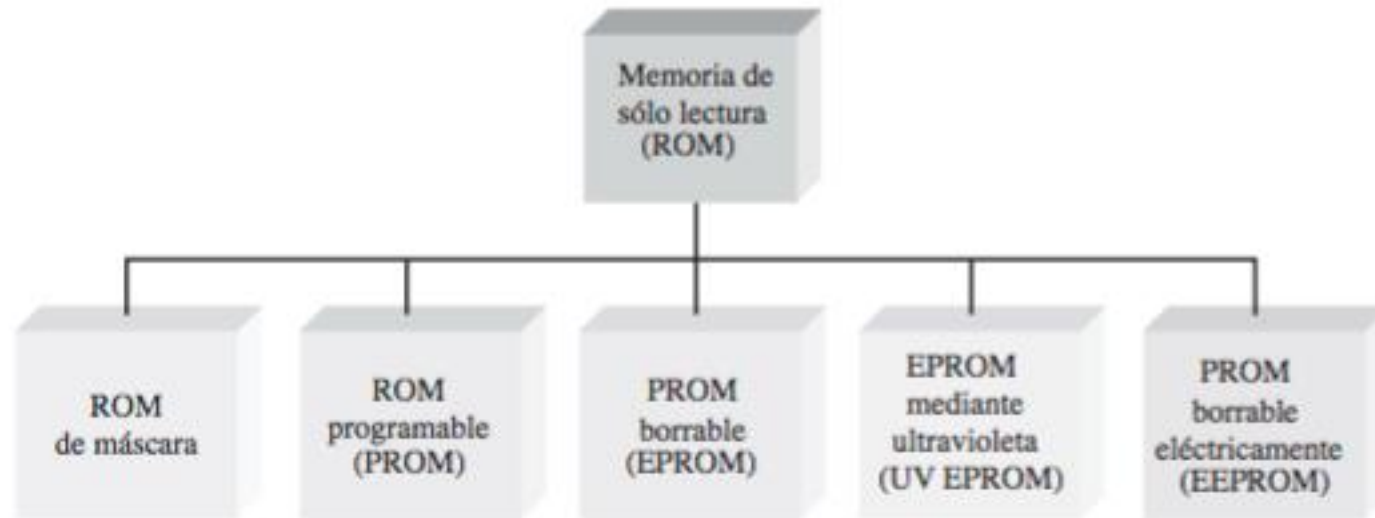 Memoria de
sólo lectura
(ROM)
ROM
de máscara
ROM
programable
(PROM)
PROM
borrable
(EPROM)
EPROM
mediante
ultravioleta
(UV EPROM)
PROM
borrable
eléctricamente
(EEPROM)